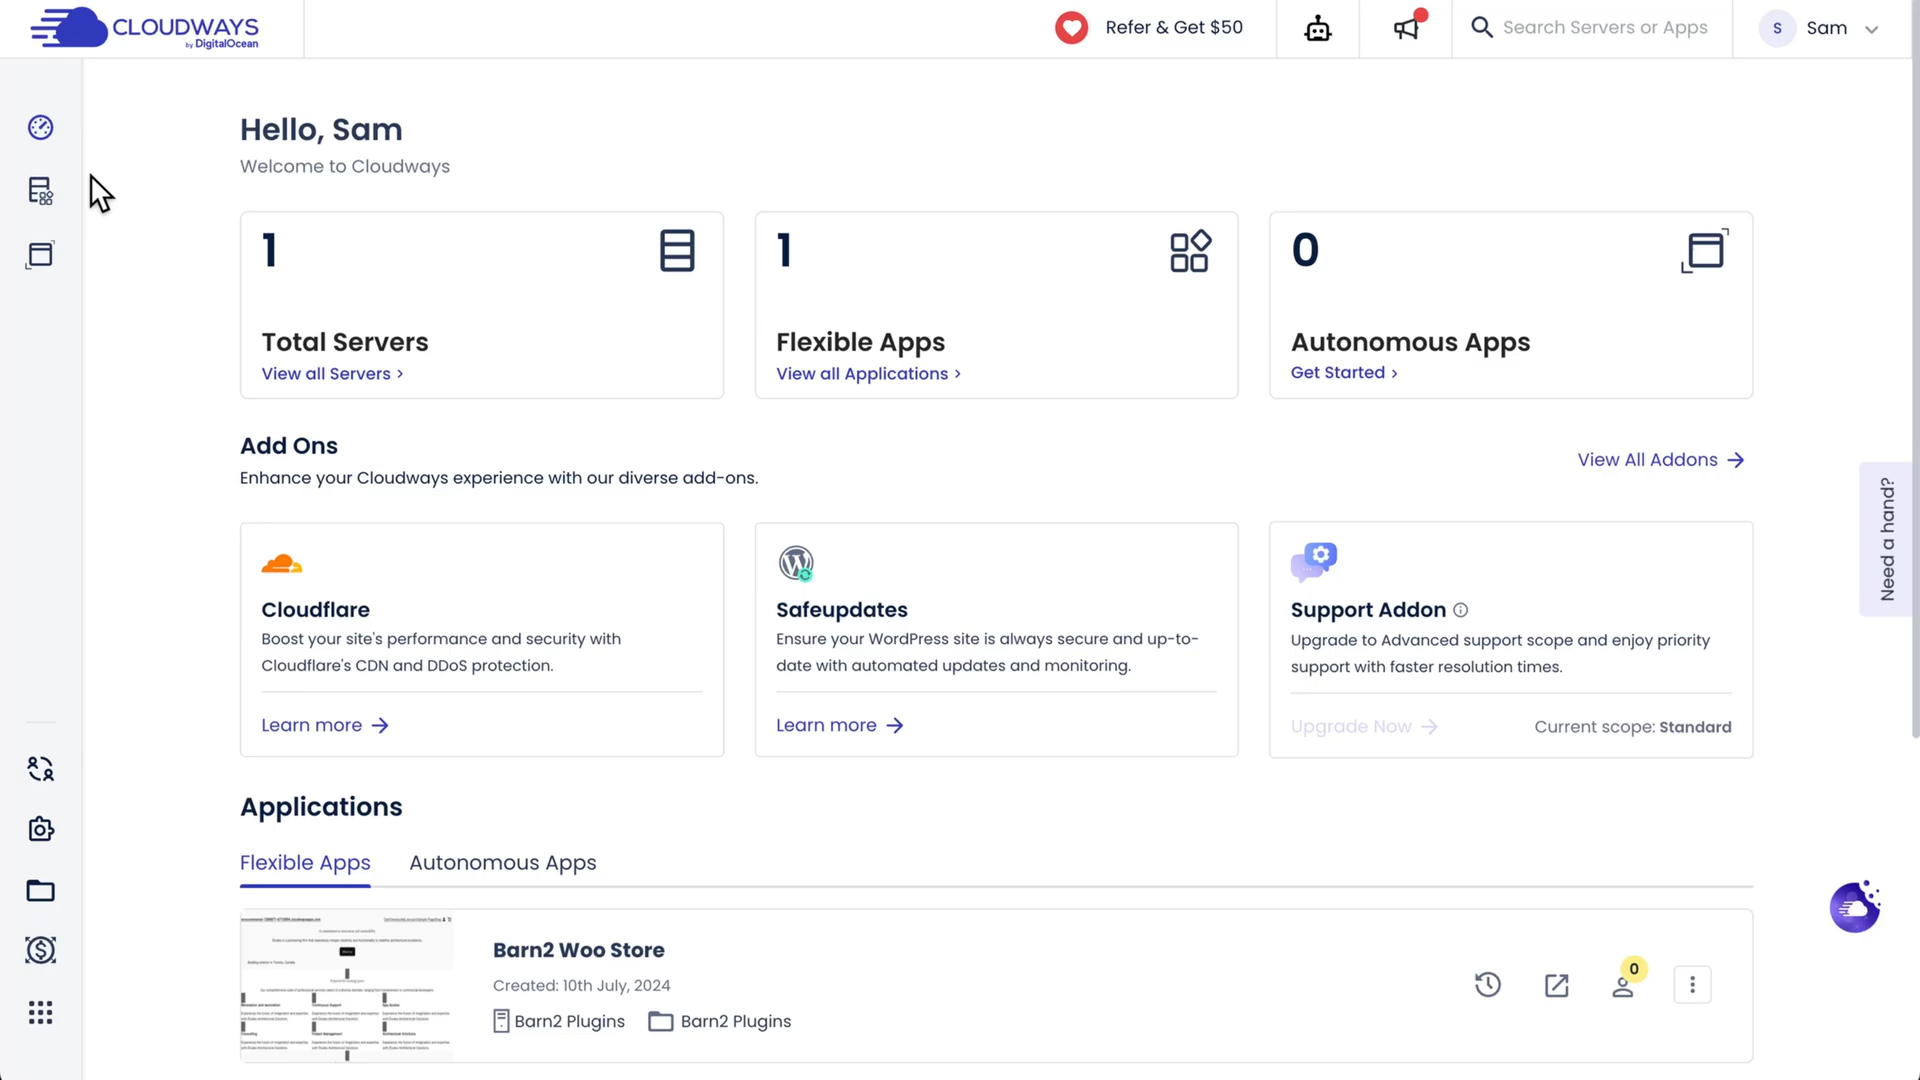 CLOUDWAYS
by DigitalOcean
Refer & Get $50
Search Servers or Apps
S
Sam
Hello, Sam
Welcome to Cloudways
1
Total Servers
View all Servers ›
1
Flexible Apps
View all Applications ›
0
Autonomous Apps
Get Started ›
Add Ons
Enhance your Cloudways experience with our diverse add-ons.
View All Addons →
Need a hand?
Cloudflare
Boost your site's performance and security with
Cloudflare's CDN and DDoS protection.
Learn more →
Safeupdates
Ensure your WordPress site is always secure and up-to-
date with automated updates and monitoring.
Learn more →
Support Addon
Upgrade to Advanced support scope and enjoy priority
support with faster resolution times.
Upgrade Now →
Current scope: Standard
Applications
Flexible Apps
Autonomous Apps
Barn2 Woo Store
Created: 10th July, 2024
Barn2 Plugins
Barn2 Plugins
0